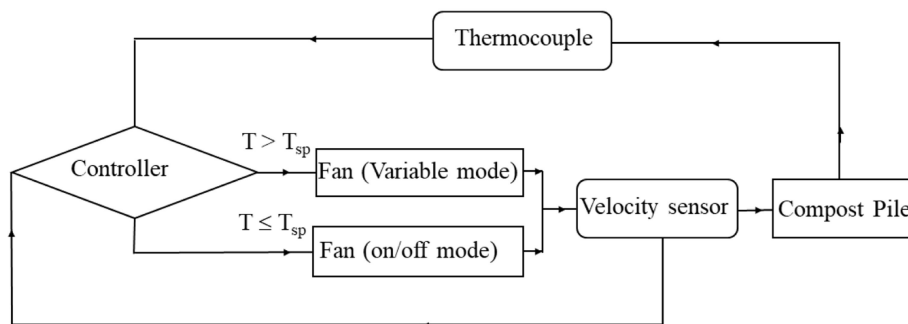 Thermocouple
T > Tsp
Controller
Fan (Variable mode)
Velocity sensor
Compost Pile
T ≤ Tsp
Fan (on/off mode)